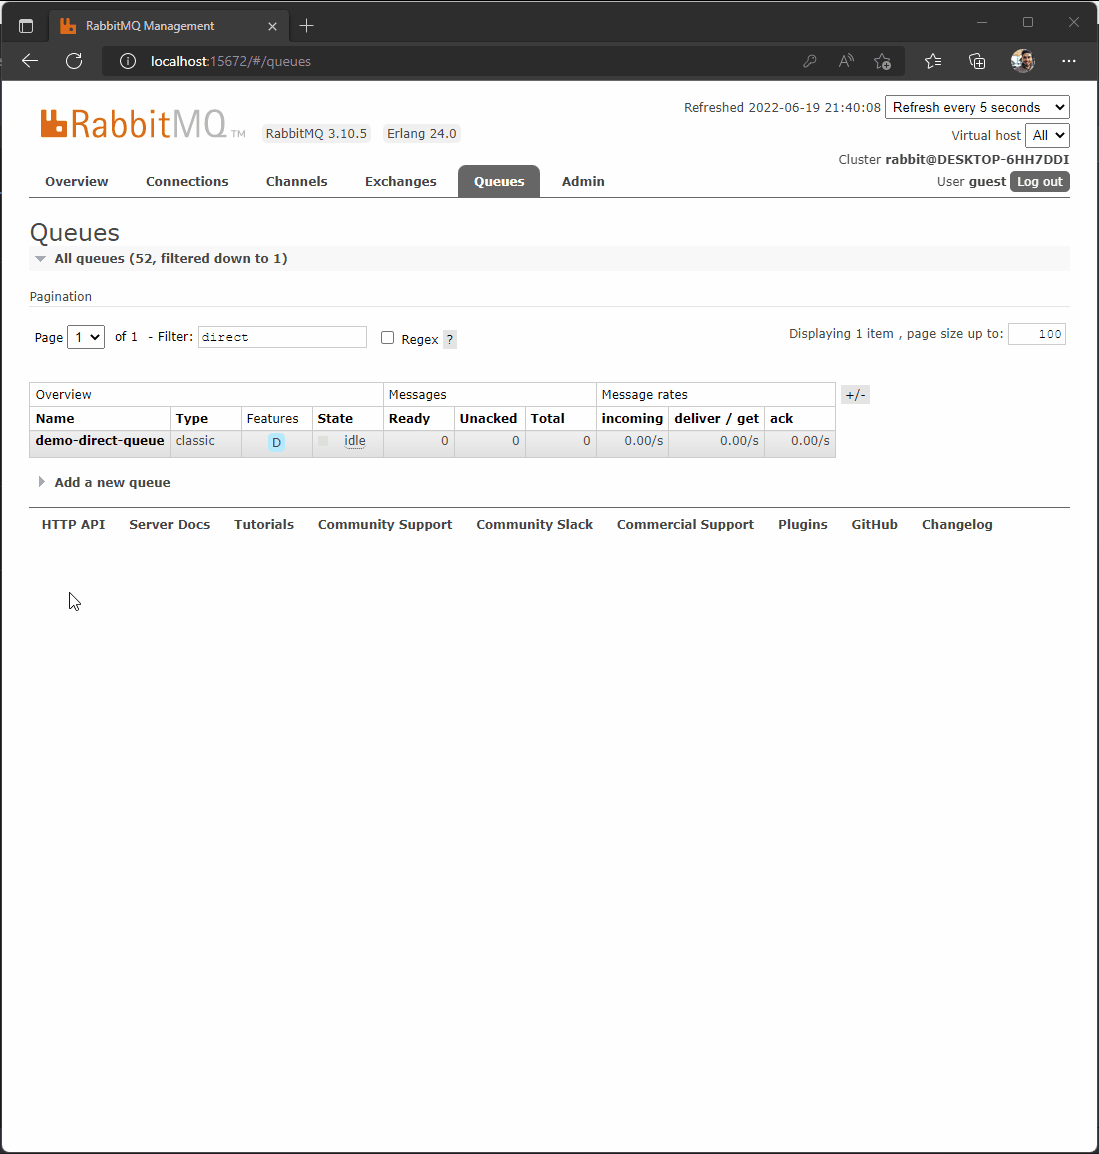 RabbitMQ Management
localhost:15672/#/queues
Refreshed 2022-06-19 21:40:08 Refresh every 5 seconds
RabbitMQ TM RabbitMQ 3.10.5 Erlang 24.0
Virtual host All
Cluster rabbit@DESKTOP-6HH7DDI
User guest Log out
Overview Connections Channels Exchanges Queues Admin
Queues
All queues (52, filtered down to 1)
Pagination
Page 1 of 1 - Filter: direct Regex ? Displaying 1 item , page size up to: 100
Overview Messages Message rates +/-
Name Type Features State Ready Unacked Total incoming deliver / get ack
demo-direct-queue classic D idle 0 0 0 0.00/s 0.00/s 0.00/s
Add a new queue
HTTP API Server Docs Tutorials Community Support Community Slack Commercial Support Plugins GitHub Changelog